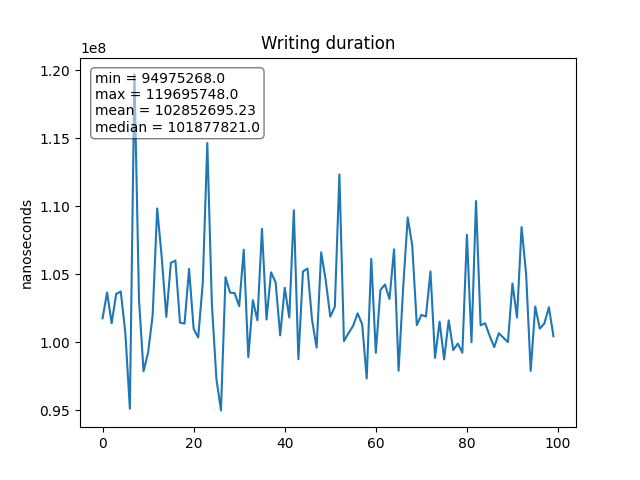 Writing duration
1e8
min = 94975268.0
max = 119695748.0
mean = 102852695.23
median = 101877821.0
1.20
1.15
1.10
1.05
1.00
0.95
nanoseconds
0 20 40 60 80 100